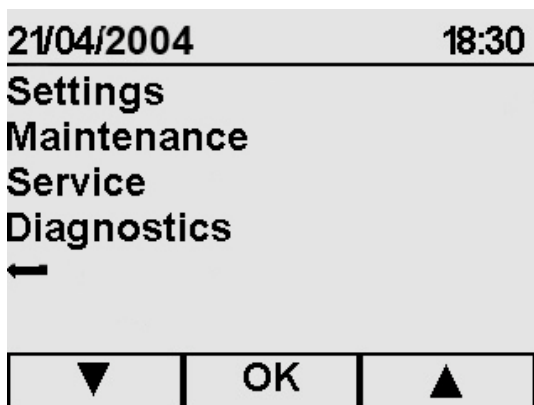 21/04/2004 18:30
Settings
Maintenance
Service
Diagnostics
OK